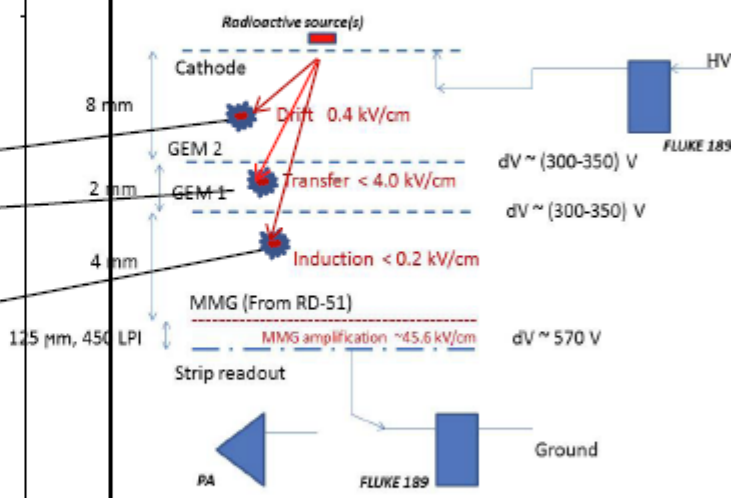 Radioactive source(s)
Cathode
HV
8 mm
Drift 0.4 kV/cm
FLUKE 189
GEM 2
dV ~ (300-350) V
2 mm
GEM 1
Transfer < 4.0 kV/cm
dV ~ (300-350) V
4 mm
Induction < 0.2 kV/cm
MMG (From RD-51)
125 μm, 450 LPI
MMG amplification ~45.6 kV/cm
dV ~ 570 V
Strip readout
Ground
PA
FLUKE 189